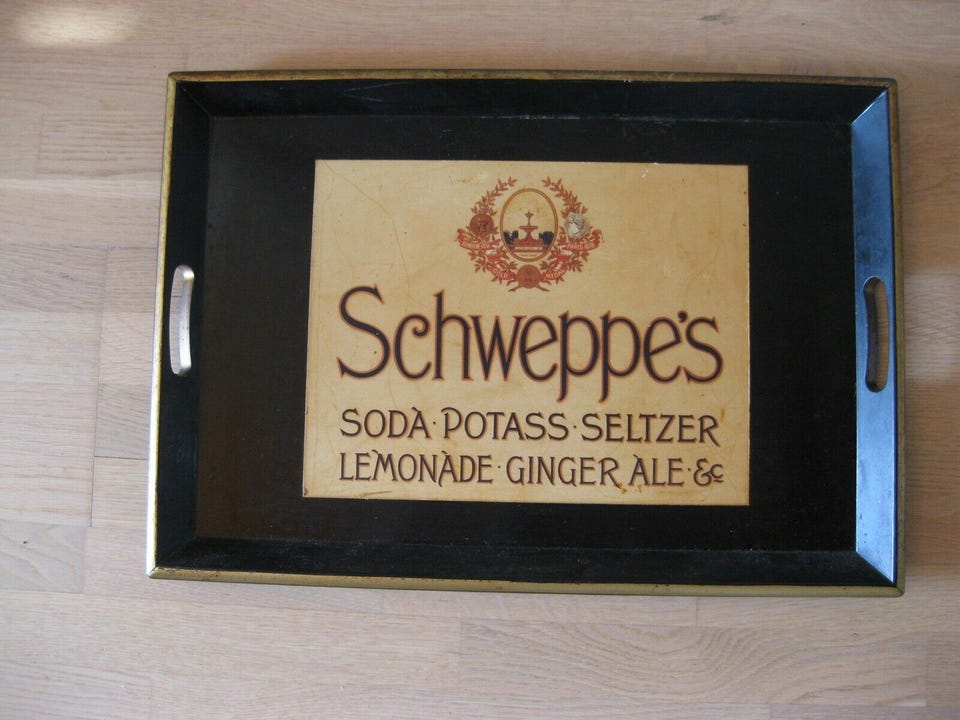 Schweppe's
SODA·POTASS·SELTZER
LEMONADE·GINGER ALE·&c